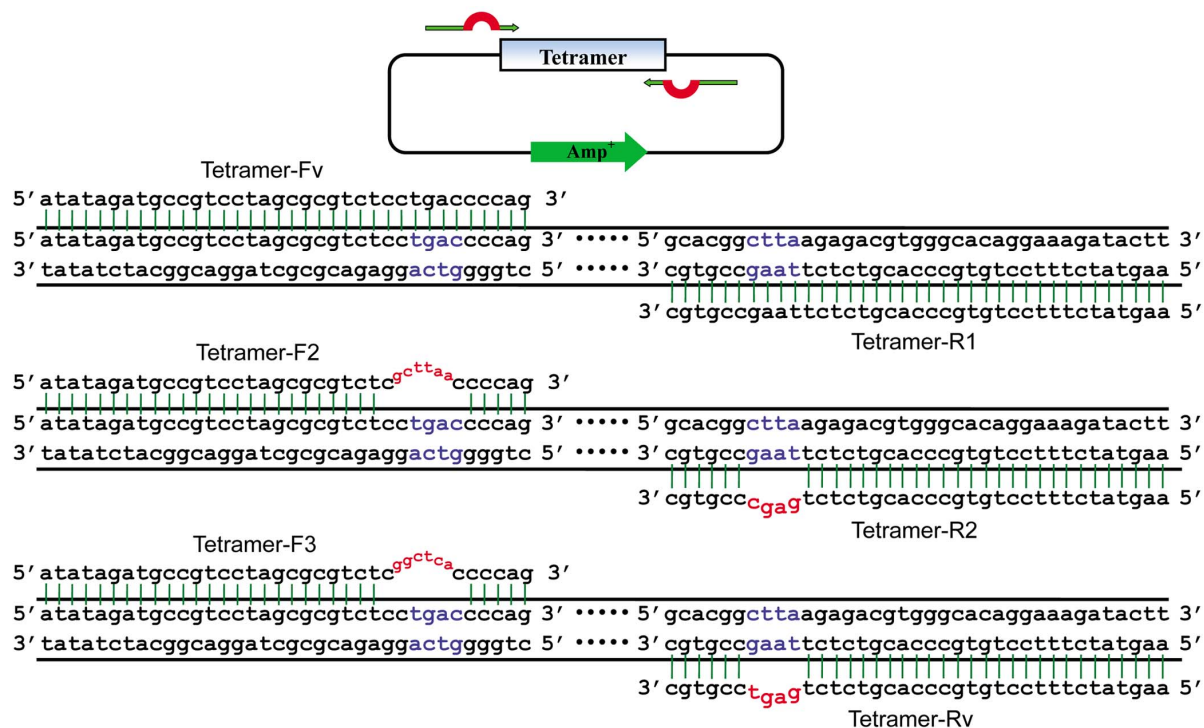 Tetramer
Amp+
Tetramer-Fv
5′atatagatgccgtcctagcgcgtctcctgaccccag 3′
5′atatagatgccgtcctagcgcgtctcctgaccccag 3′ ••••• 5′gcacggcttaagagacgtgggcacaggaaagatactt 3′
3′tatatctacggcaggatcgcgcagaggactggggtc 5′ ••••• 3′cgtgccgaattctctgcacccgtgtcctttctatgaa 5′
3′cgtgccgaattctctgcacccgtgtcctttctatgaa 5′
Tetramer-R1
Tetramer-F2
5′atatagatgccgtcctagcgcgtctcgcttaaccccag 3′
5′atatagatgccgtcctagcgcgtctcctgaccccag 3′ ••••• 5′gcacggcttaagagacgtgggcacaggaaagatactt 3′
3′tatatctacggcaggatcgcgcagaggactggggtc 5′ ••••• 3′cgtgccgaattctctgcacccgtgtcctttctatgaa 5′
3′cgtgcccgagtctctgcacccgtgtcctttctatgaa 5′
Tetramer-R2
Tetramer-F3
5′atatagatgccgtcctagcgcgtctcggctcaccccag 3′
5′atatagatgccgtcctagcgcgtctcctgaccccag 3′ ••••• 5′gcacggcttaagagacgtgggcacaggaaagatactt 3′
3′tatatctacggcaggatcgcgcagaggactggggtc 5′ ••••• 3′cgtgccgaattctctgcacccgtgtcctttctatgaa 5′
3′cgtgcctgagtctctgcacccgtgtcctttctatgaa 5′
Tetramer-Rv